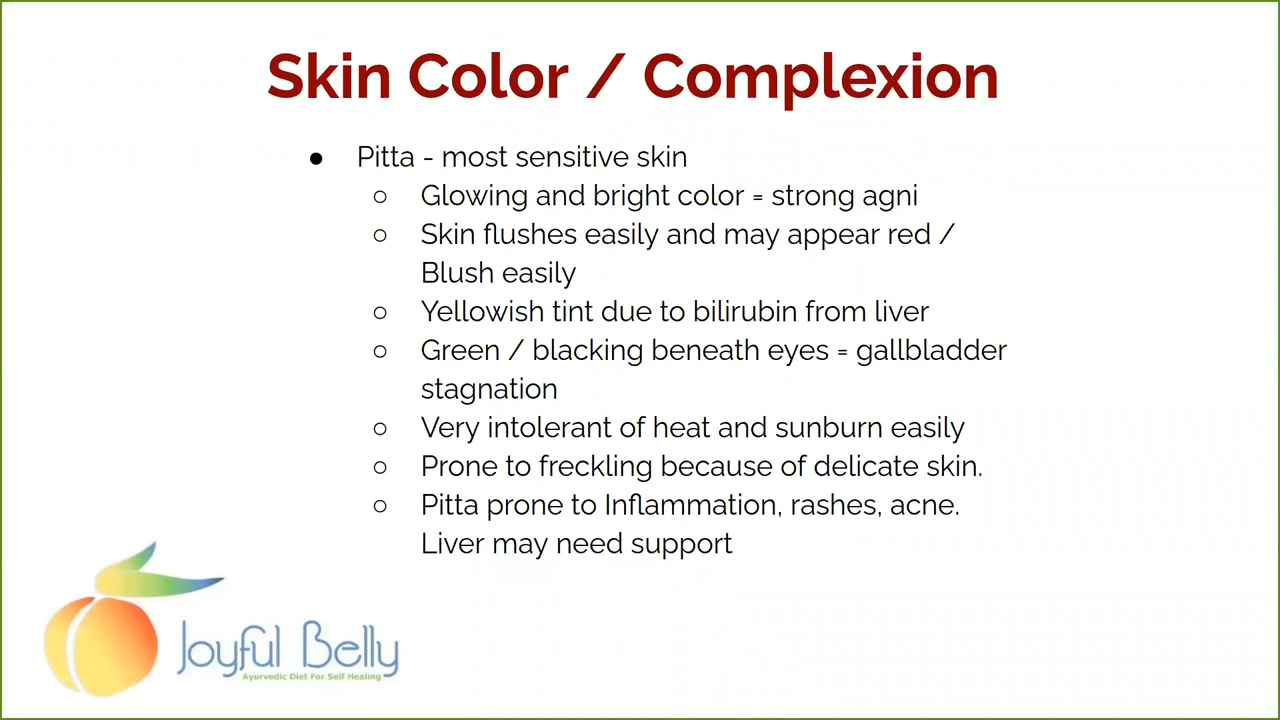 Skin Color / Complexion
● Pitta - most sensitive skin
○ Glowing and bright color = strong agni
○ Skin flushes easily and may appear red /
Blush easily
○ Yellowish tint due to bilirubin from liver
○ Green / blacking beneath eyes = gallbladder
stagnation
○ Very intolerant of heat and sunburn easily
○ Prone to freckling because of delicate skin.
○ Pitta prone to Inflammation, rashes, acne.
Liver may need support
Joyful Belly
Ayurvedic Diet For Self Healing